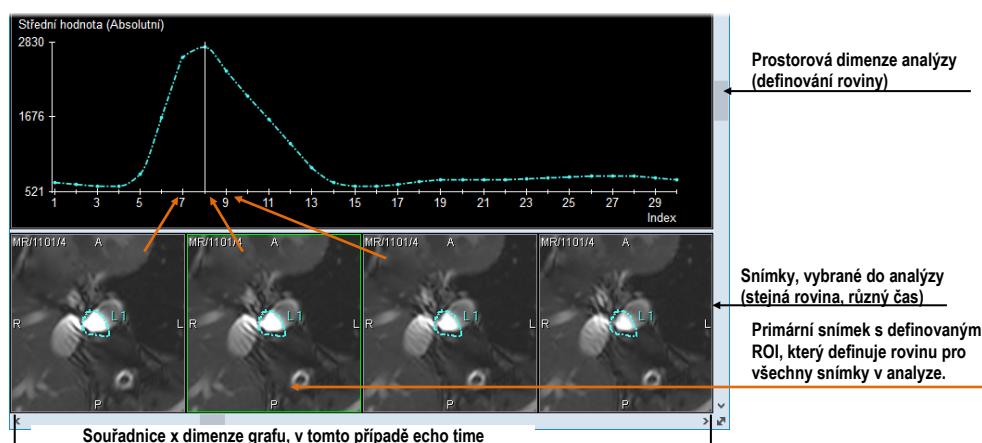 Střední hodnota (Absolutní)
2830
1676
521
1 3 5 7 9 11 13 15 17 19 21 23 25 27 29
Index
Prostorová dimenze analýzy
(definování roviny)
MR/1101/4 A MR/1101/4 A MR/1101/4 A MR/1101/4 A
R L1 L1 L1 L1 L
P P
Snímky, vybrané do analýzy
(stejná rovina, různý čas)
Primární snímek s definovaným
ROI, který definuje rovinu pro
všechny snímky v analyze.
Souřadnice x dimenze grafu, v tomto případě echo time